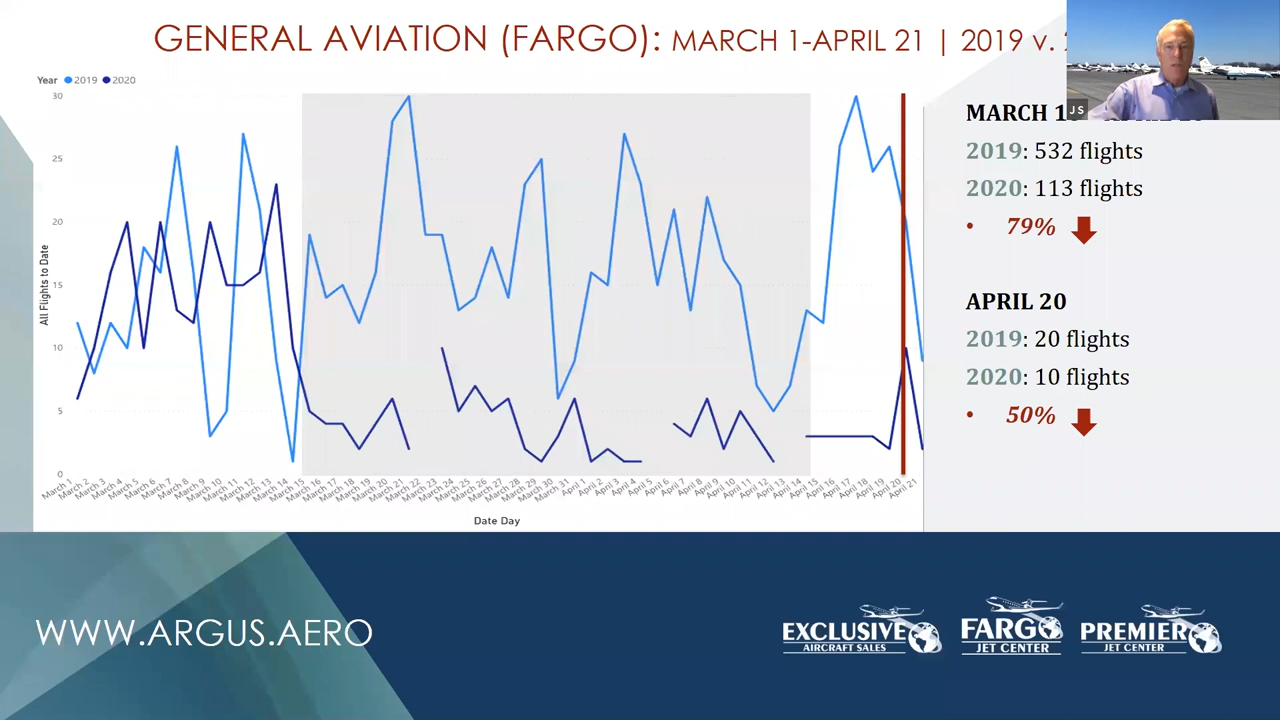 GENERAL AVIATION (FARGO): MARCH 1-APRIL 21 | 2019 v.
JS
Year 2019 2020
30
25
20
15
10
5
0
All Flights to Date
March 1
March 2
March 3
March 4
March 5
March 6
March 7
March 8
March 9
March 10
March 11
March 12
March 13
March 14
March 15
March 16
March 17
March 18
March 19
March 20
March 21
March 22
March 24
March 25
March 26
March 27
March 28
March 29
March 30
March 31
April 1
April 2
April 3
April 4
April 5
April 6
April 7
April 8
April 9
April 10
April 11
April 12
April 13
April 14
April 15
April 16
April 17
April 18
April 19
April 20
April 21
Date Day
MARCH
2019: 532 flights
2020: 113 flights
• 79%
APRIL 20
2019: 20 flights
2020: 10 flights
• 50%
WWW.ARGUS.AERO
EXCLUSIVE
AIRCRAFT SALES
FARGO
JET CENTER
PREMIER
JET CENTER